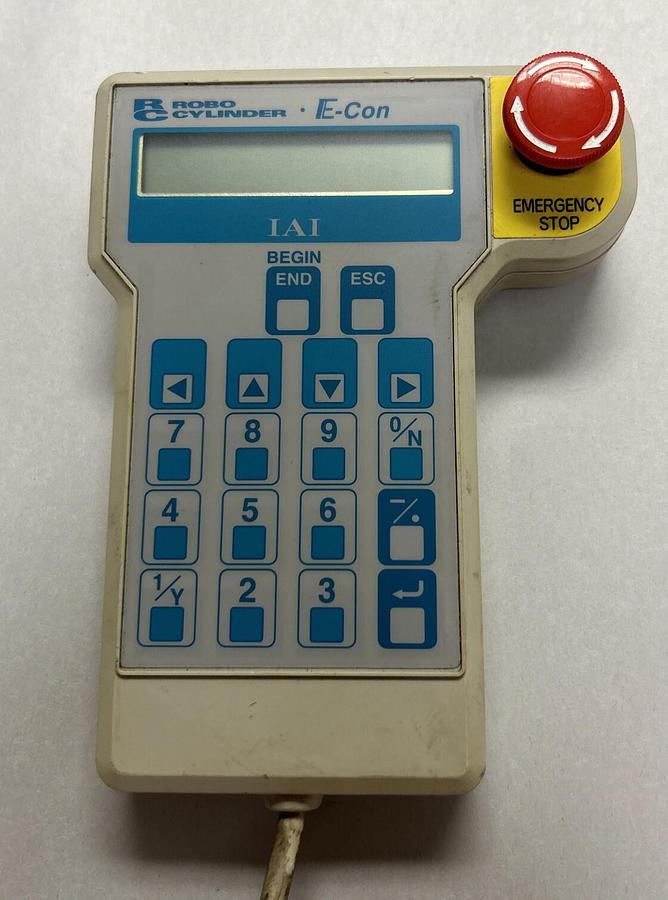 RC ROBO CYLINDER · E-Con
EMERGENCY
STOP
IAI
BEGIN
END ESC
7 8 9 0/N
4 5 6 -/.
1/Y 2 3